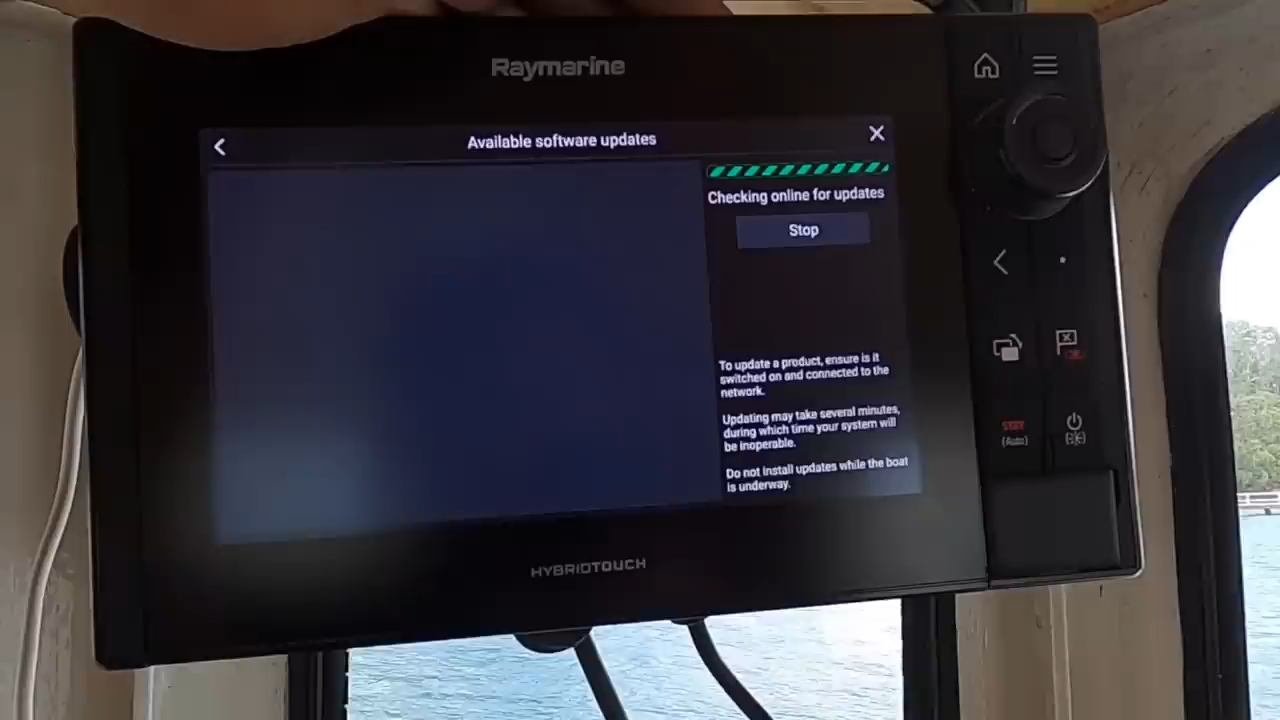 Raymarine
Available software updates
Checking online for updates
Stop
To update a product, ensure is it
switched on and connected to the
network.
Updating may take several minutes,
during which time your system will
be inoperable.
Do not install updates while the boat
is underway.
(Auto)
HYBRIDTOUCH